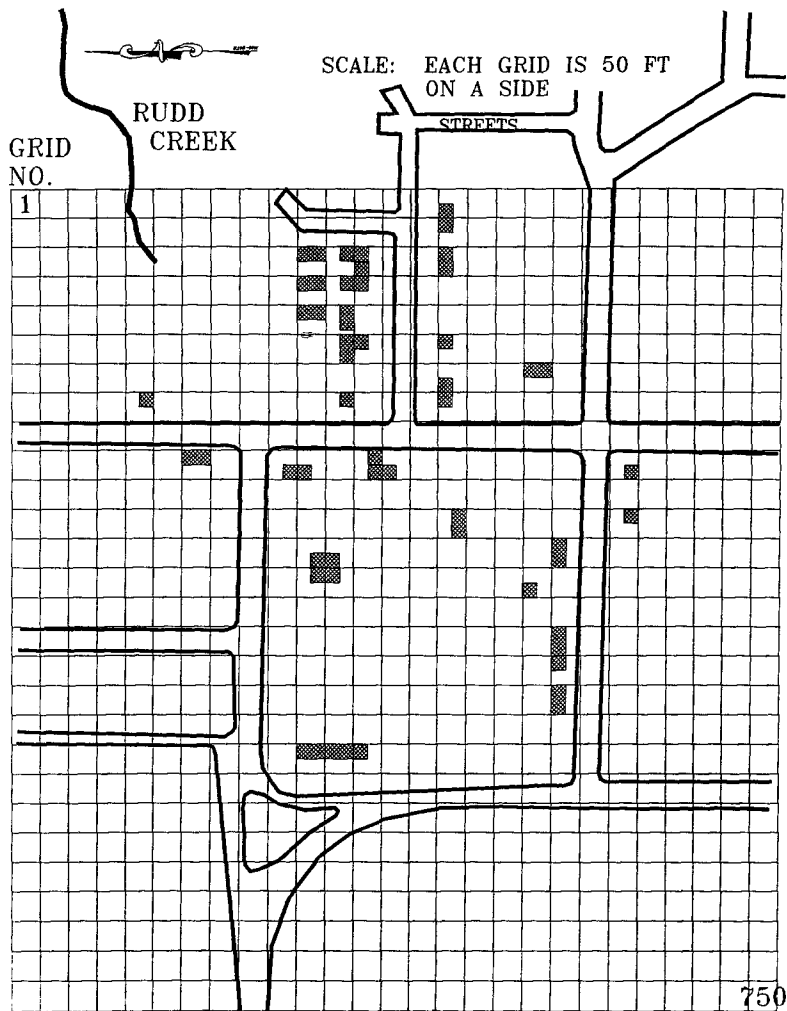 SCALE: EACH GRID IS 50 FT
ON A SIDE
RUDD
CREEK
STREETS
GRID
NO.
1
750